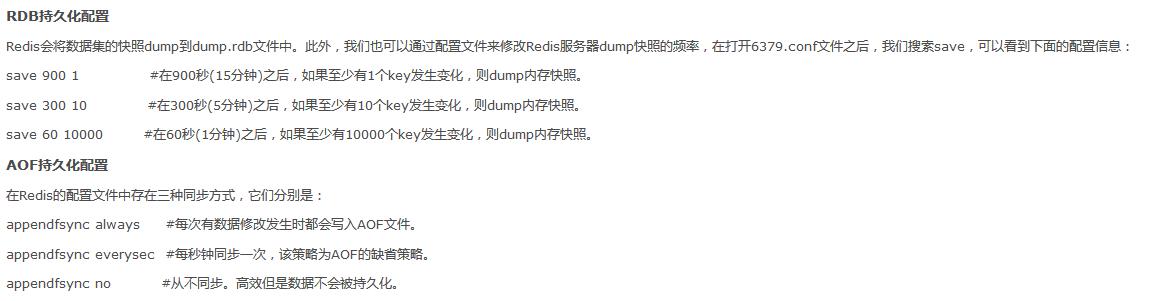 RDB持久化配置
Redis会将数据集的快照dump到dump.rdb文件中。此外，我们也可以通过配置文件来修改Redis服务器dump快照的频率，在打开6379.conf文件之后，我们搜索save，可以看到下面的配置信息：
save 900 1 #在900秒(15分钟)之后，如果至少有1个key发生变化，则dump内存快照。
save 300 10 #在300秒(5分钟)之后，如果至少有10个key发生变化，则dump内存快照。
save 60 10000 #在60秒(1分钟)之后，如果至少有10000个key发生变化，则dump内存快照。
AOF持久化配置
在Redis的配置文件中存在三种同步方式，它们分别是：
appendfsync always #每次有数据修改发生时都会写入AOF文件。
appendfsync everysec #每秒钟同步一次，该策略为AOF的缺省策略。
appendfsync no #从不同步。高效但是数据不会被持久化。